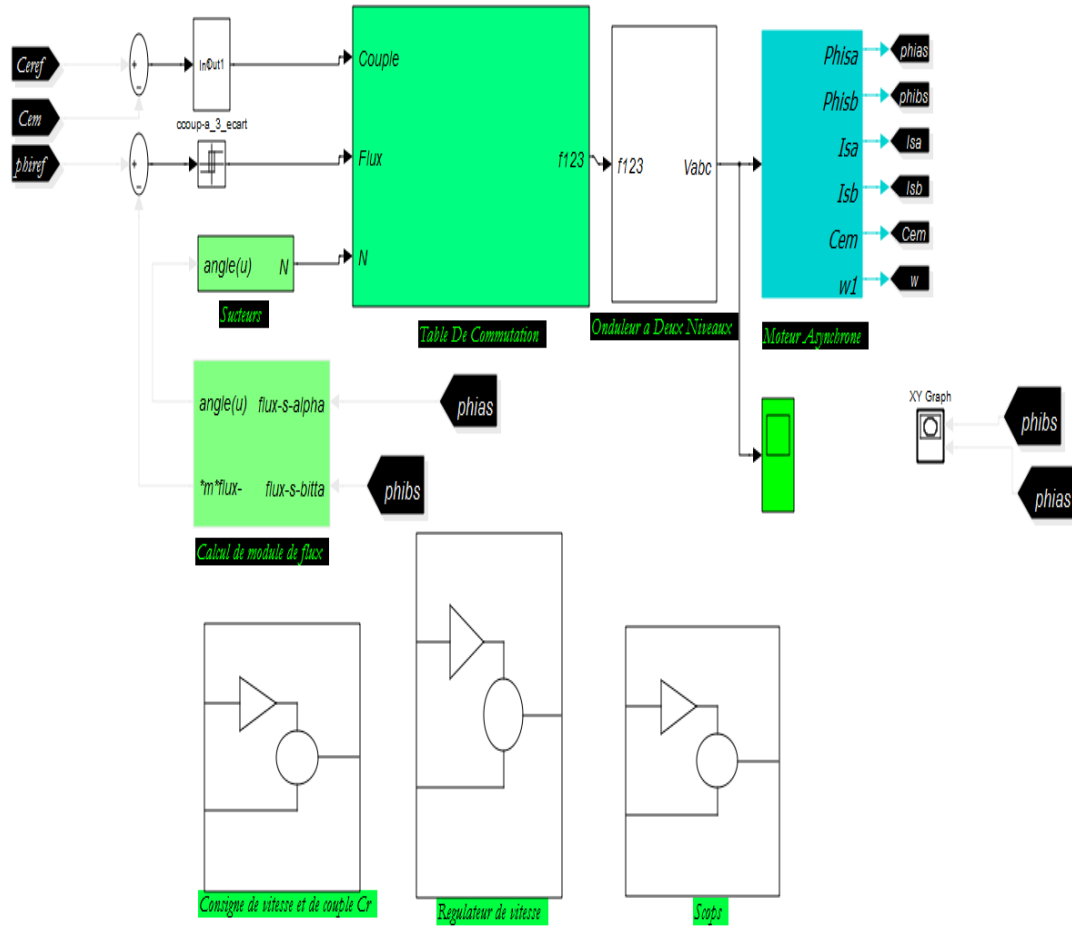 Ceref
Cem
phiref
+
−
+
−
In1Out1
ccoup-a_3_ecart
Couple
Flux
N
f123
f123
Vabc
Phisa
Phisb
Isa
Isb
Cem
w1
phias
phibs
Isa
Isb
Cem
w
angle(u)
N
Sucteurs
Table De Commutation
Onduleur a Deux Niveaux
Moteur Asynchrone
angle(u)
flux-s-alpha
*m*flux-
flux-s-bitta
Calcul de module de flux
phias
phibs
XY Graph
phibs
phias
Consigne de vitesse et de couple Cr
Regulateur de vitesse
Scops